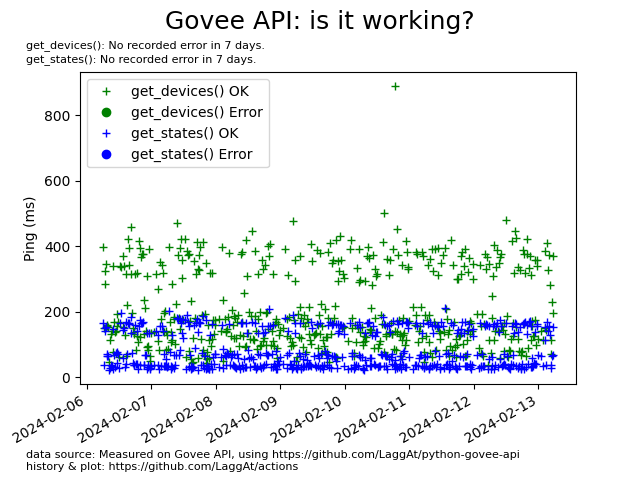 Govee API: is it working?
get_devices(): No recorded error in 7 days.
get_states(): No recorded error in 7 days.
get_devices() OK
get_devices() Error
get_states() OK
get_states() Error
Ping (ms)
800
600
400
200
0
2024-02-06
2024-02-07
2024-02-08
2024-02-09
2024-02-10
2024-02-11
2024-02-12
2024-02-13
data source: Measured on Govee API, using https://github.com/LaggAt/python-govee-api
history & plot: https://github.com/LaggAt/actions